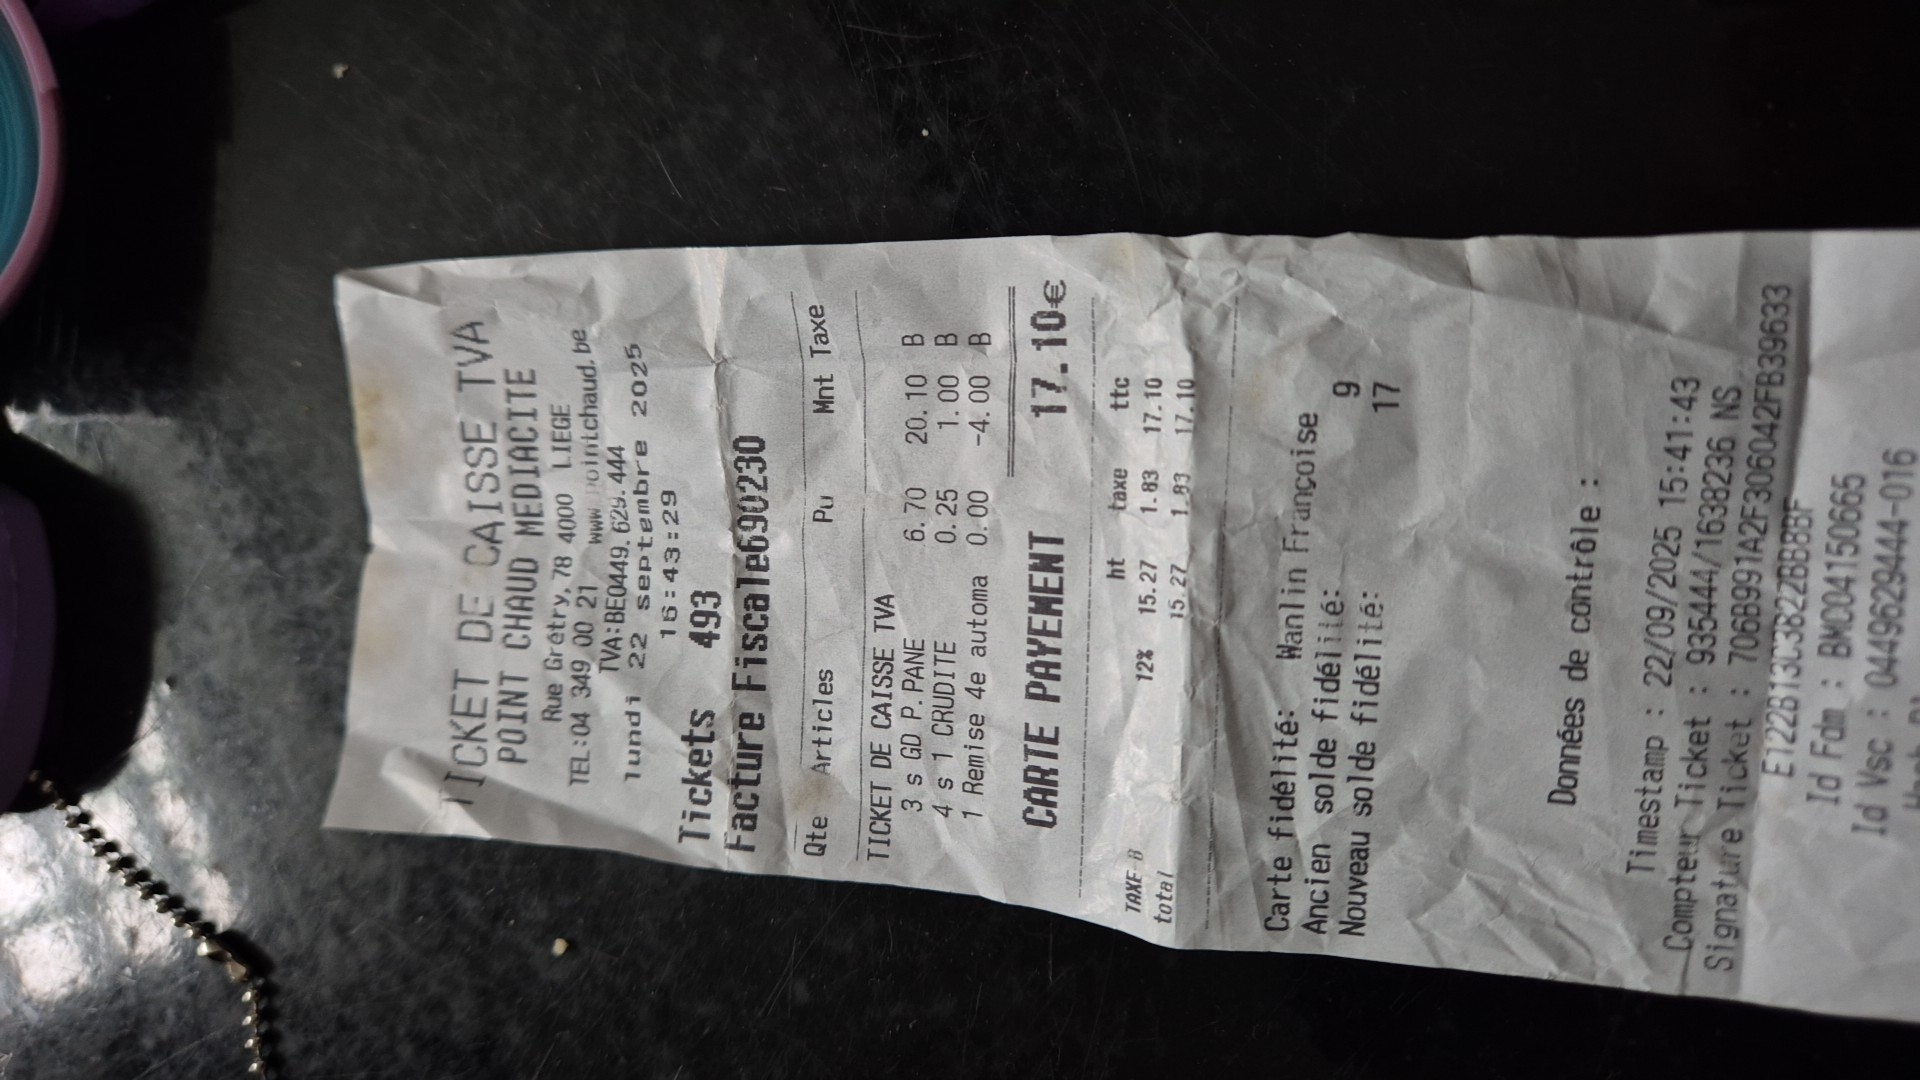 TICKET DE CAISSE TVA
POINT CHAUD MEDIACITE
Rue Grétry, 78 4000 LIEGE
TEL:04 349 00 21 www.pointchaud.be
TVA:BE0449.629.444
lundi 22 septembre 2025
16:43:29
Tickets 493
Facture Fiscale690230
Qte Articles Pu Mnt Taxe
TICKET DE CAISSE TVA
3 s GD P.PANE 6.70 20.10 B
4 s 1 CRUDITE 0.25 1.00 B
1 Remise 4e automa 0.00 -4.00 B
CARTE PAYEMENT 17.10€
ht taxe ttc
TAXE B 12% 15.27 1.83 17.10
total 15.27 1.83 17.10
Carte fidélité: Wanlin Françoise
Ancien solde fidélité: 9
Nouveau solde fidélité: 17
Données de contrôle :
Timestamp : 22/09/2025 15:41:43
Compteur Ticket : 935444/1638236 NS
Signature Ticket : 706B991A2F306042FB39633
Id Fdm : BMC04150665
Id Vsc : 0449629444-016